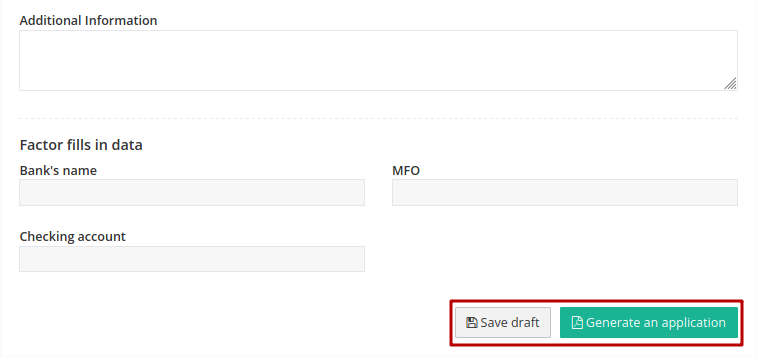 Additional Information
Factor fills in data
Bank's name
MFO
Checking account
Save draft
Generate an application